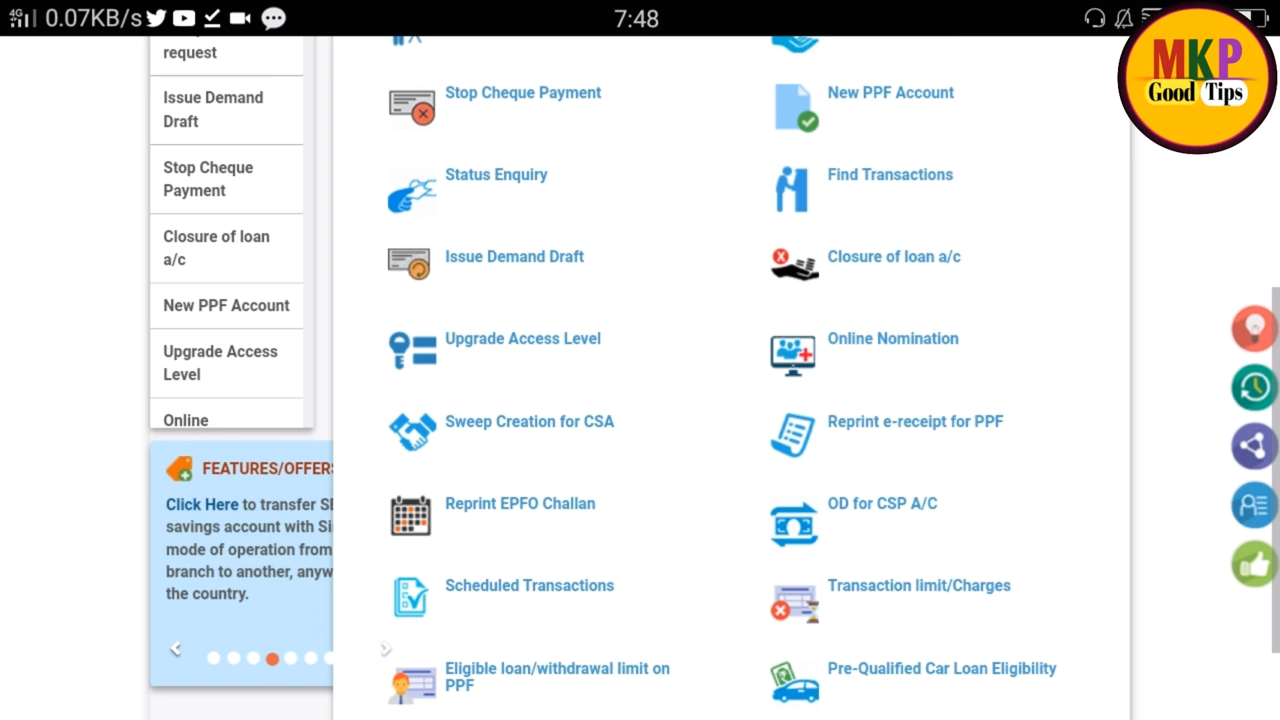 4G
0.07KB/s
7:48
MKP
Good Tips
request
Issue Demand
Draft
Stop Cheque
Payment
Closure of loan
a/c
New PPF Account
Upgrade Access
Level
Online
FEATURES/OFFERS
Click Here to transfer
savings account with
mode of operation from
branch to another,
the country.
Stop Cheque Payment
New PPF Account
Status Enquiry
Find Transactions
Issue Demand Draft
Closure of loan a/c
Upgrade Access Level
Online Nomination
Sweep Creation for CSA
Reprint e-receipt for PPF
Reprint EPFO Challan
OD for CSP A/C
Scheduled Transactions
Transaction limit/Charges
Eligible loan/withdrawal limit on
PPF
Pre-Qualified Car Loan Eligibility